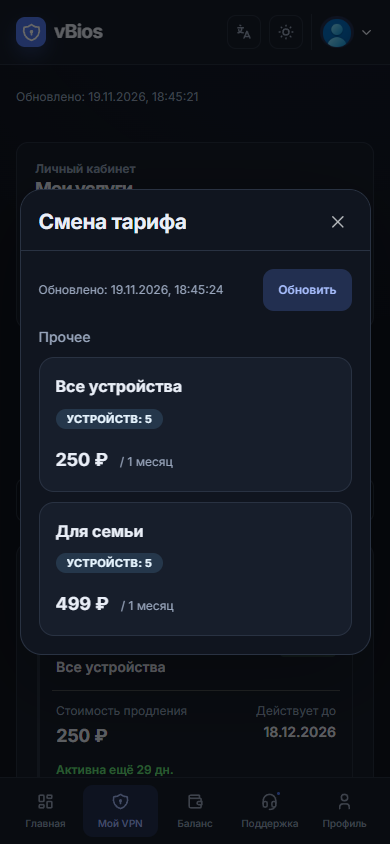 vBios
Обновлено: 19.11.2026, 18:45:21
Личный кабинет
Мои услуги
Смена тарифа
Обновлено: 19.11.2026, 18:45:24
Обновить
Прочее
Все устройства
УСТРОЙСТВ: 5
250 ₽ / 1 месяц
Для семьи
УСТРОЙСТВ: 5
499 ₽ / 1 месяц
Все устройства
Стоимость продления
Действует до
250 ₽
18.12.2026
Активна ещё 29 дн.
Главная
Мой VPN
Баланс
Поддержка
Профиль